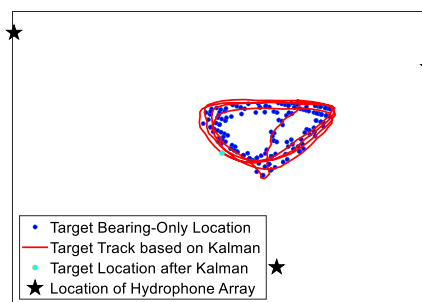 Target Bearing-Only Location
Target Track based on Kalman
Target Location after Kalman
Location of Hydrophone Array